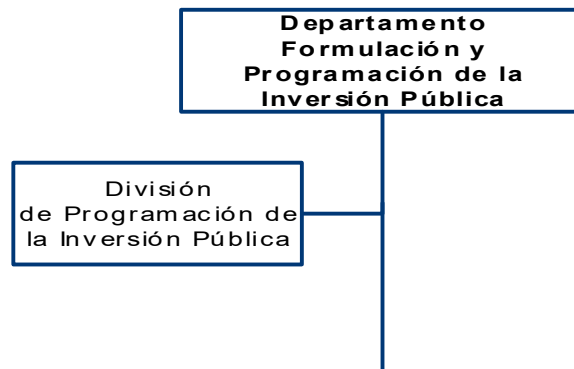 Departamento
Formulación y
Programación de la
Inversión Pública
División
de Programación de
la Inversión Pública